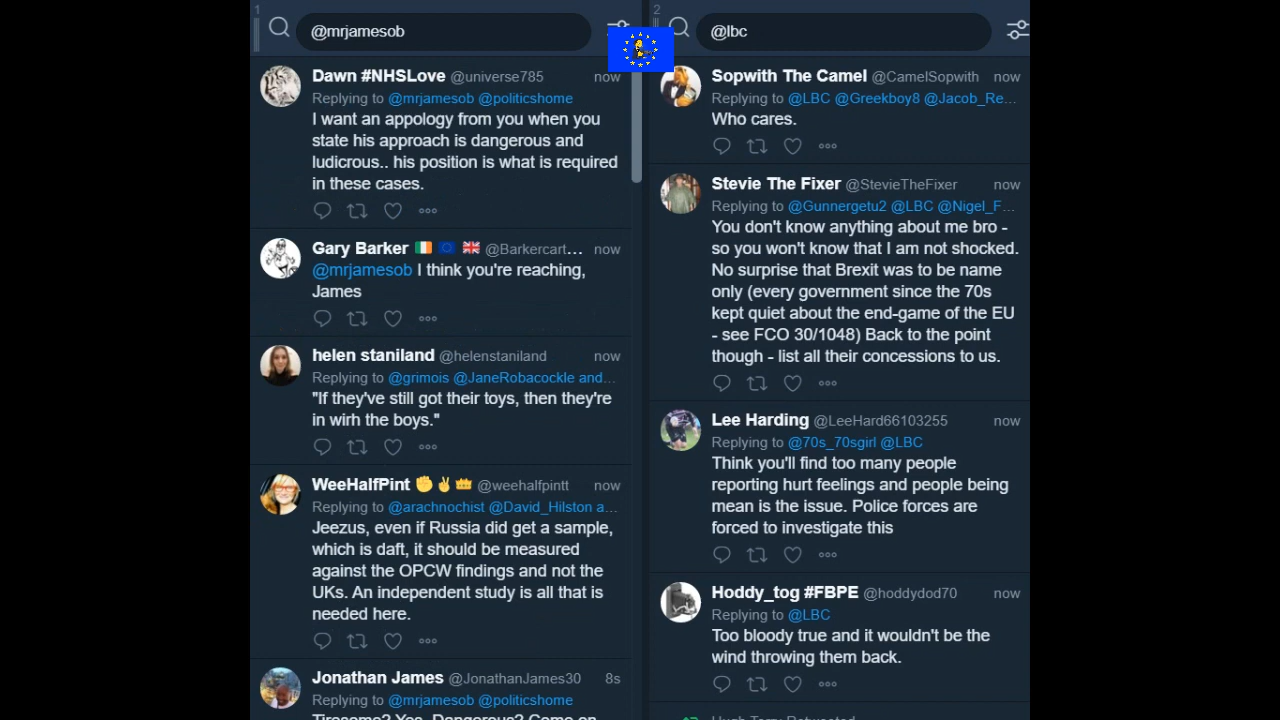 1
@mrjamesob
Dawn #NHSLove @universe785 now
Replying to @mrjamesob @politicshome
I want an appology from you when you
state his approach is dangerous and
ludicrous.. his position is what is required
in these cases.
Gary Barker 🇮🇪 🇪🇺 🇬🇧 @Barkercart... now
@mrjamesob I think you're reaching,
James
helen staniland @helenstaniland now
Replying to @grimois @JaneRobacockle and...
"If they've still got their toys, then they're
in wirh the boys."
WeeHalfPint ✊✌👑 @weehalfpintt now
Replying to @arachnochist @David_Hilston a...
Jeezus, even if Russia did get a sample,
which is daft, it should be measured
against the OPCW findings and not the
UKs. An independent study is all that is
needed here.
Jonathan James @JonathanJames30 8s
Replying to @mrjamesob @politicshome
Tiresome? Yes. Dangerous? Come on
2
@lbc
Sopwith The Camel @CamelSopwith now
Replying to @LBC @Greekboy8 @Jacob_Re...
Who cares.
Stevie The Fixer @StevieTheFixer now
Replying to @Gunnergetu2 @LBC @Nigel_F...
You don't know anything about me bro -
so you won't know that I am not shocked.
No surprise that Brexit was to be name
only (every government since the 70s
kept quiet about the end-game of the EU
- see FCO 30/1048) Back to the point
though - list all their concessions to us.
Lee Harding @LeeHard66103255 now
Replying to @70s_70sgirl @LBC
Think you'll find too many people
reporting hurt feelings and people being
mean is the issue. Police forces are
forced to investigate this
Hoddy_tog #FBPE @hoddydod70 now
Replying to @LBC
Too bloody true and it wouldn't be the
wind throwing them back.
Hugh Terry Retweeted